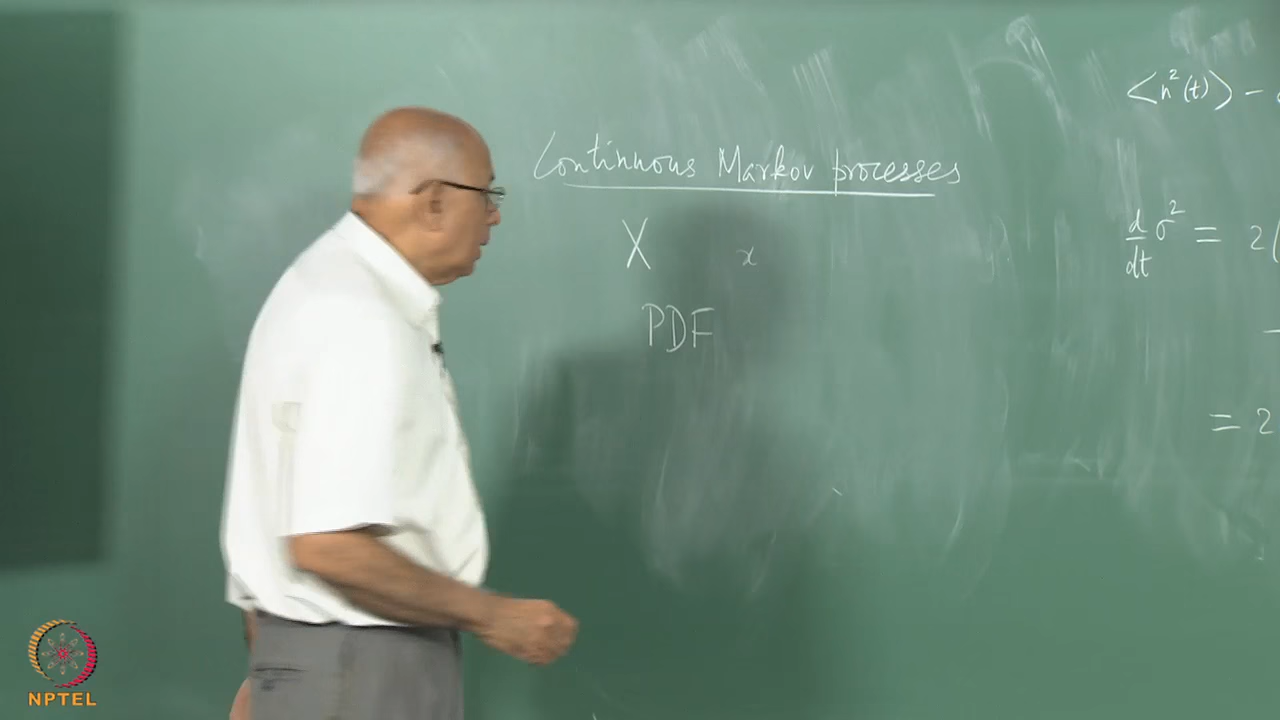 Continuous Markov processes
X x
PDF
<n²(t)> -
d/dt σ² = 2(
= 2
NPTEL